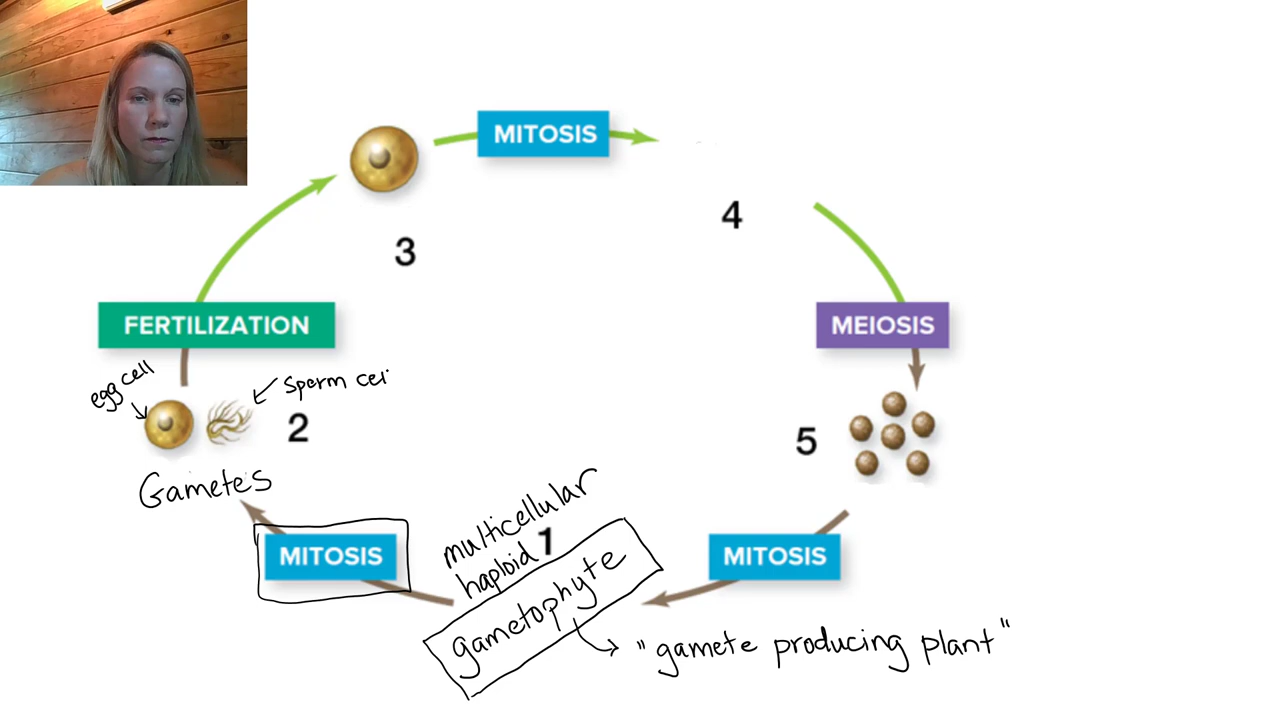 MITOSIS
3
4
FERTILIZATION
MEIOSIS
egg cell
sperm cel
2
5
Gametes
MITOSIS
multicellular
haploid
1
gametophyte
MITOSIS
"gamete producing plant"